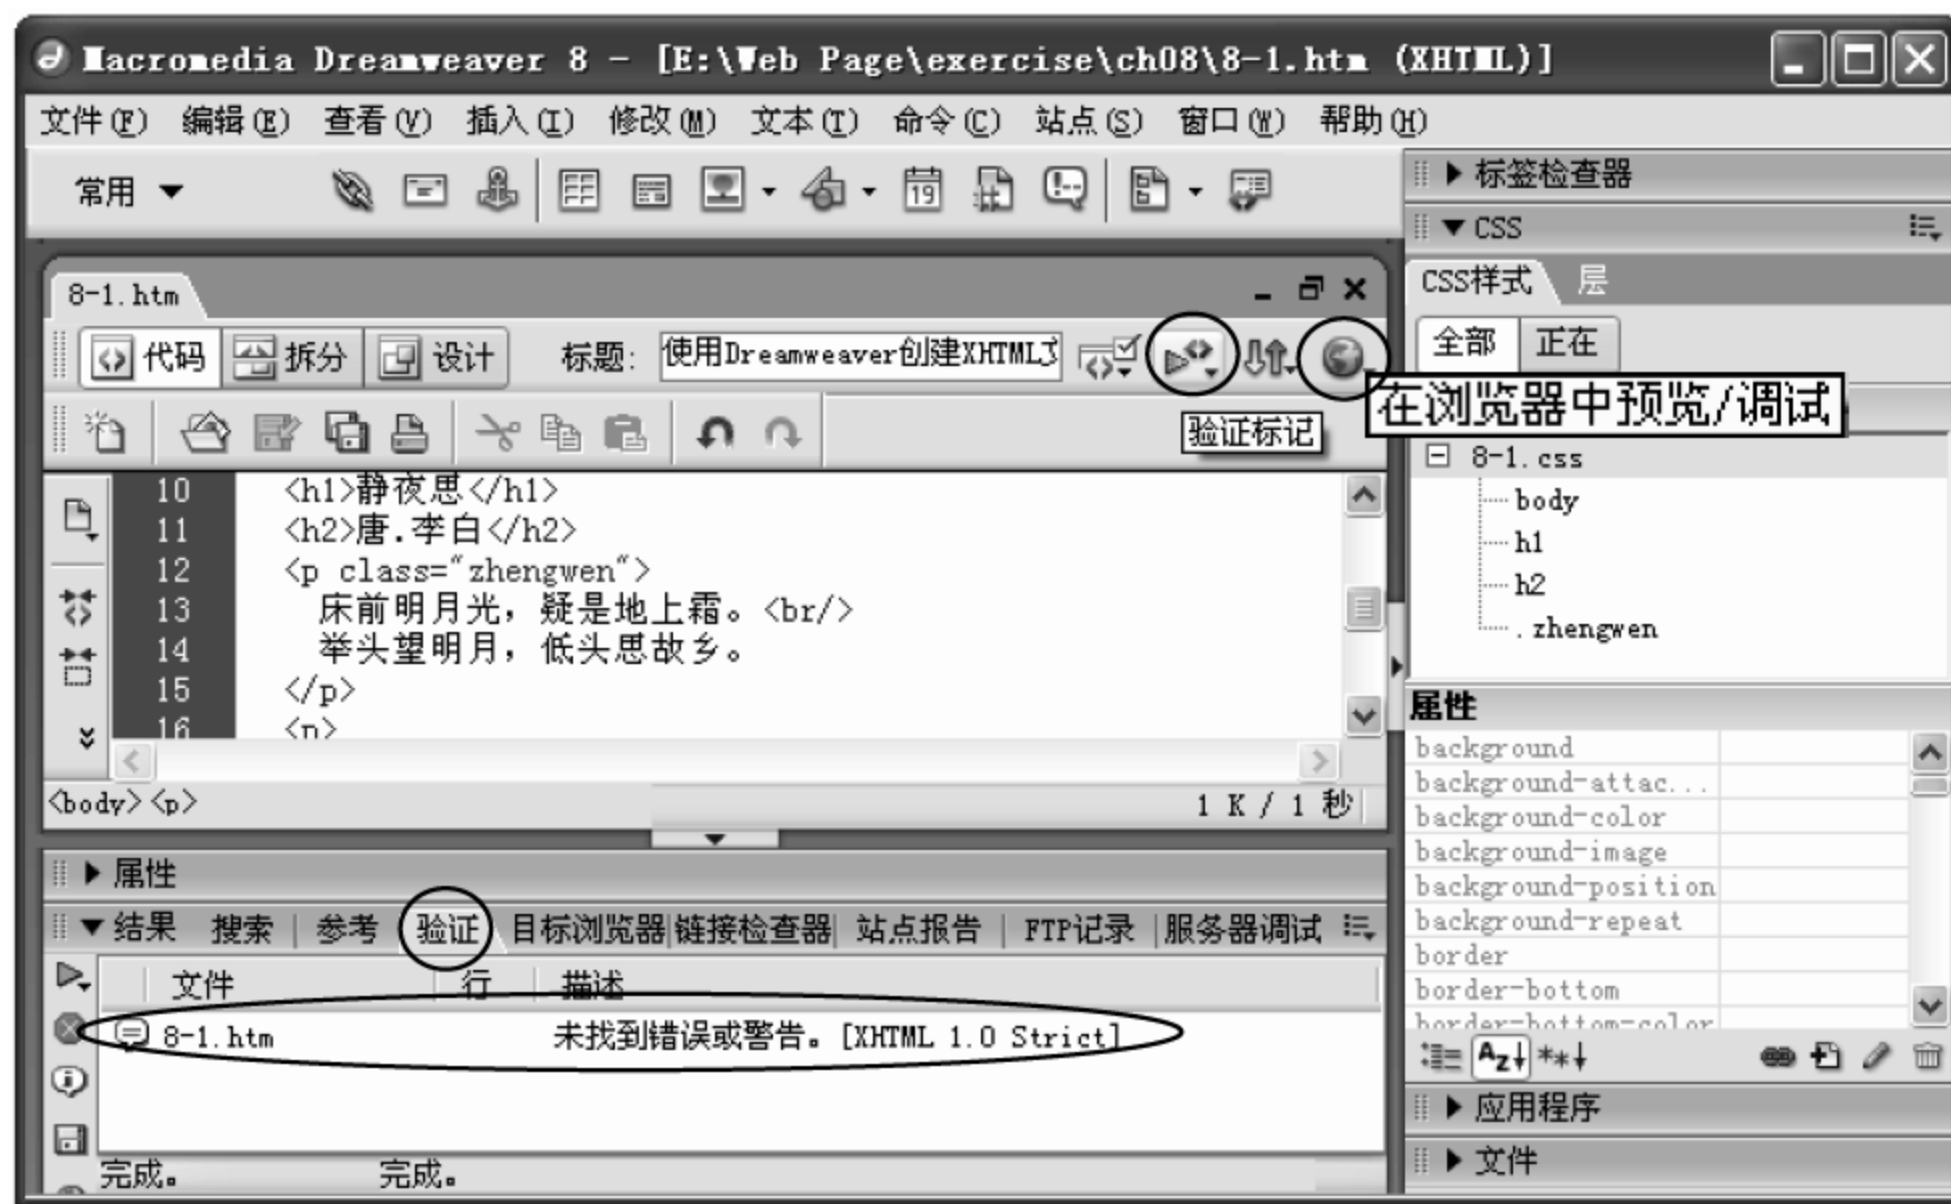 Macromedia Dreamweaver 8 - [E:\Web Page\exercise\ch08\8-1.htm (XHTML)]
文件(F) 编辑(E) 查看(V) 插入(I) 修改(M) 文本(T) 命令(C) 站点(S) 窗口(W) 帮助(H)
常用
19
8-1.htm
代码 拆分 设计 标题: 使用Dreamweaver创建XHTML文
验证标记
在浏览器中预览/调试
10 <h1>静夜思</h1>
11 <h2>唐.李白</h2>
12 <p class="zhengwen">
13 床前明月光，疑是地上霜。<br/>
14 举头望明月，低头思故乡。
15 </p>
16 <p>
<body> <p>
1 K / 1 秒
属性
结果 搜索 参考 验证 目标浏览器 链接检查器 站点报告 FTP记录 服务器调试
文件 行 描述
8-1.htm 未找到错误或警告。[XHTML 1.0 Strict]
完成。 完成。
标签检查器
CSS
CSS样式 层
全部 正在
8-1.css
body
h1
h2
.zhengwen
属性
background
background-attac...
background-color
background-image
background-position
background-repeat
border
border-bottom
border-bottom-color
应用程序
文件